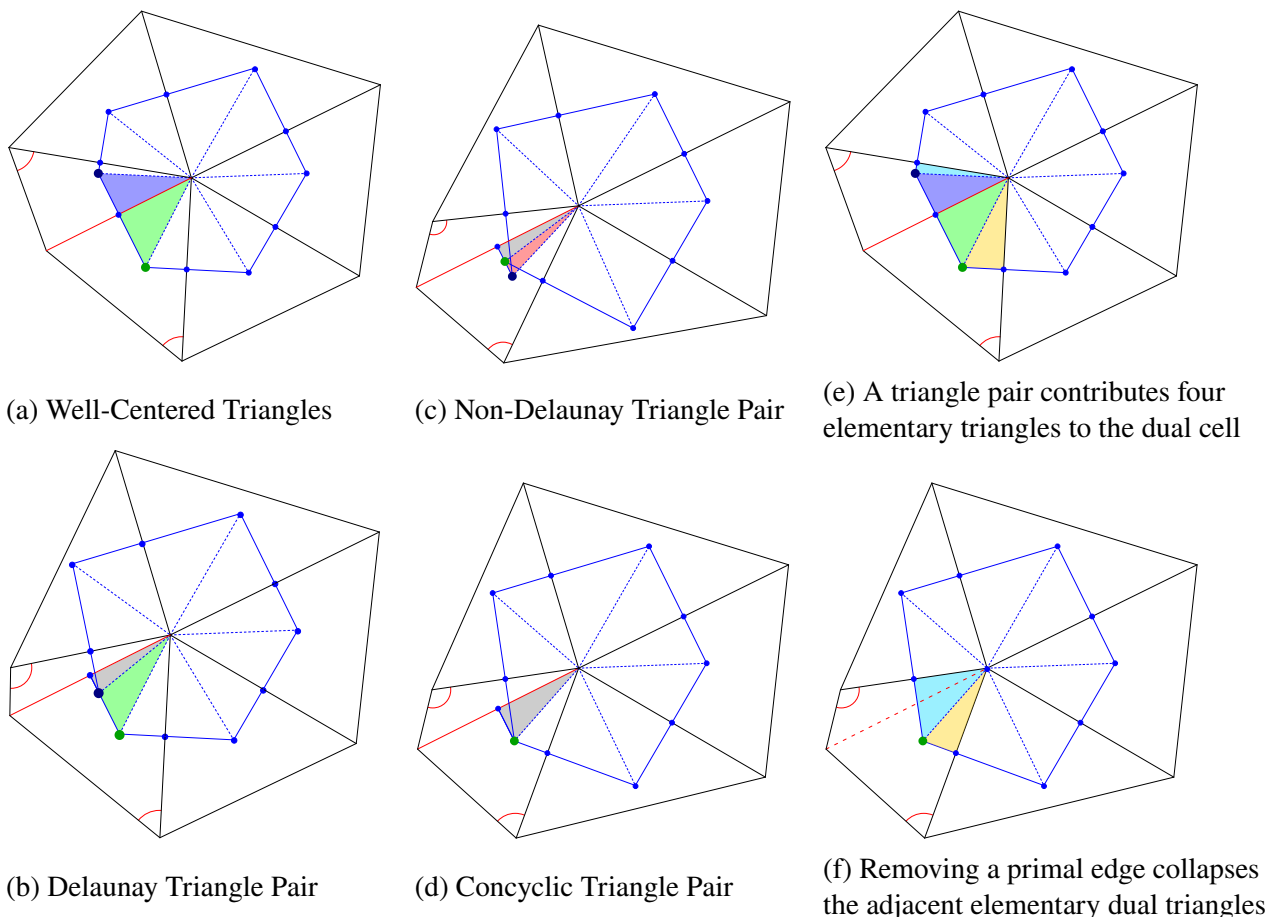 (a) Well-Centered Triangles
(c) Non-Delaunay Triangle Pair
(e) A triangle pair contributes four
elementary triangles to the dual cell
(b) Delaunay Triangle Pair
(d) Concyclic Triangle Pair
(f) Removing a primal edge collapses
the adjacent elementary dual triangles